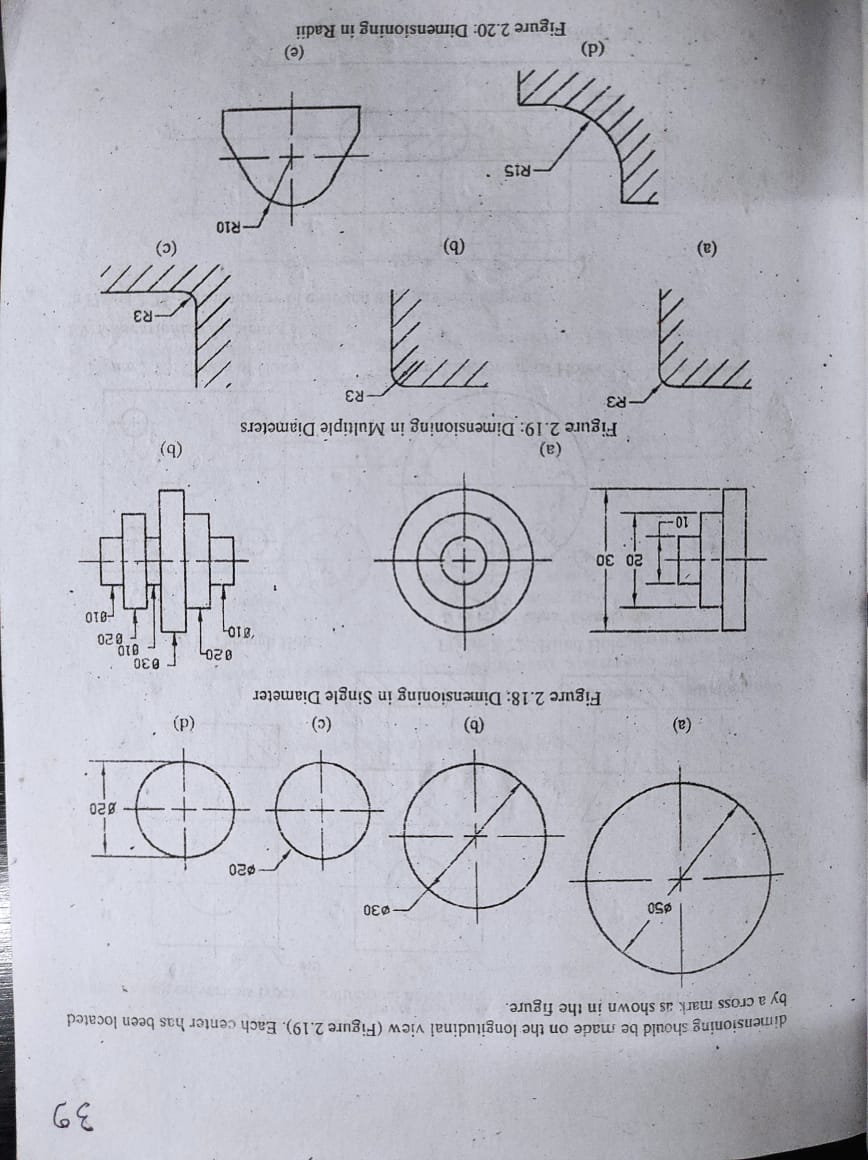 39
dimensioning should be made on the longitudinal view (Figure 2.19). Each center has been located
by a cross mark as shown in the figure.
ø50
ø30
ø20
ø20
(a) (b) (c) (d)
Figure 2.18: Dimensioning in Single Diameter
10 20 30
ø10 ø20 ø30 ø10 ø20 ø10
(a) (b)
Figure 2.19: Dimensioning in Multiple Diameters
R3 R3 R3
(a) (b) (c)
R15 R10
(d) (e)
Figure 2.20: Dimensioning in Radii